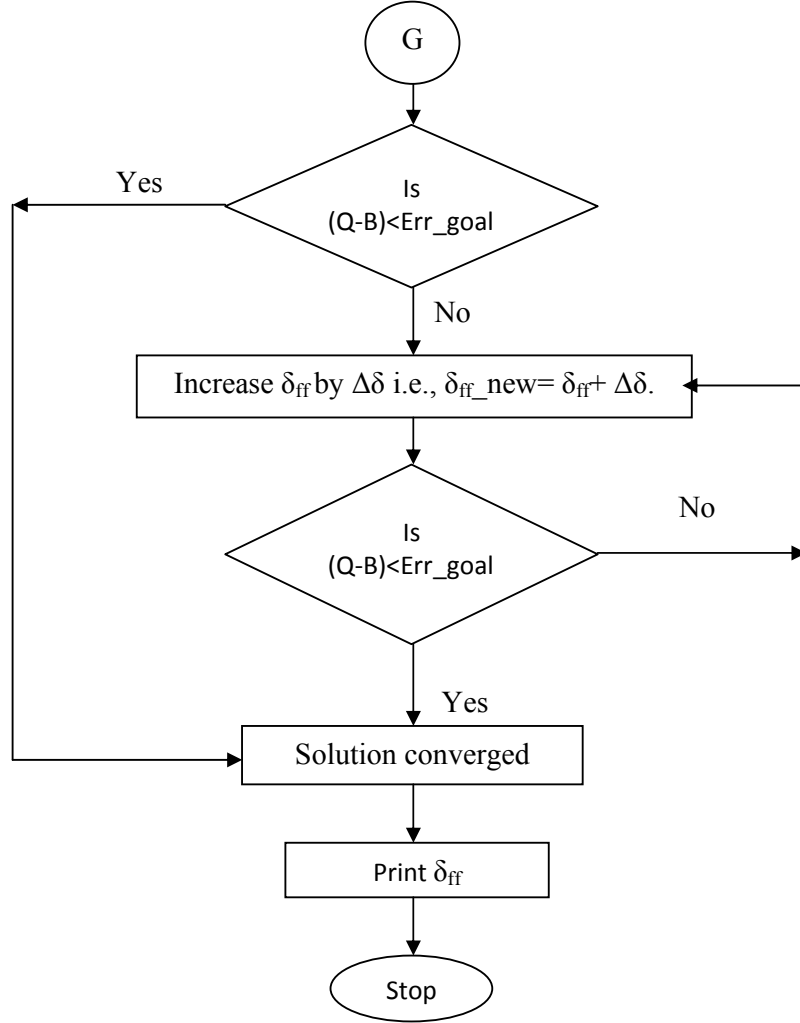 G
Yes
Is
(Q-B)<Err_goal
No
Increase δff by Δδ i.e., δff_new= δff+ Δδ.
No
Is
(Q-B)<Err_goal
Yes
Solution converged
Print δff
Stop